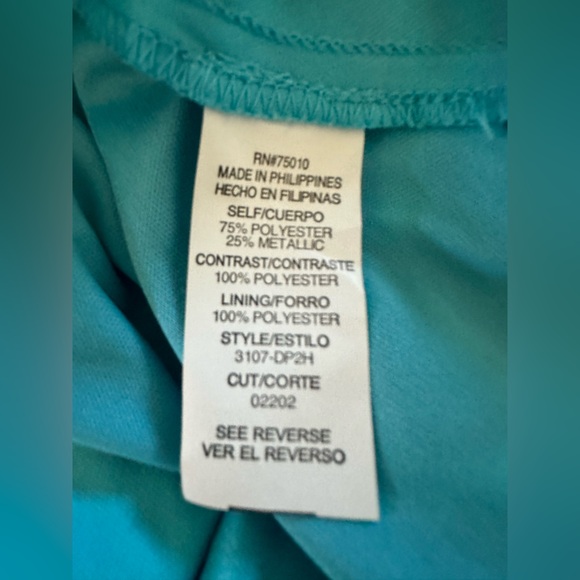 RN#75010
MADE IN PHILIPPINES
HECHO EN FILIPINAS
SELF/CUERPO
75% POLYESTER
25% METALLIC
CONTRAST/CONTRASTE
100% POLYESTER
LINING/FORRO
100% POLYESTER
STYLE/ESTILO
3107-DP2H
CUT/CORTE
02202
SEE REVERSE
VER EL REVERSO